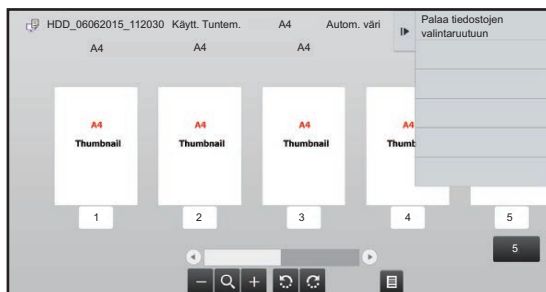 HDD_06062015_112030 Käytt. Tuntem. A4 Autom. väri
Palaa tiedostojen
valintaruutuun
A4 A4 A4
A4 A4 A4 A4
Thumbnail Thumbnail Thumbnail Thumb
1 2 3 4 5
5